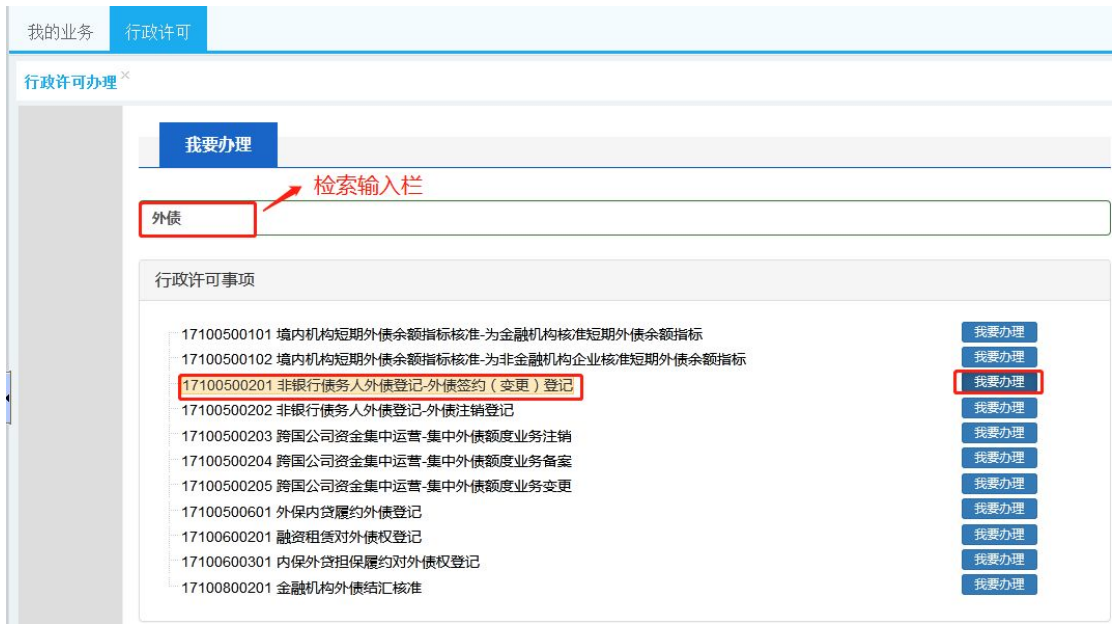 我的业务 行政许可
行政许可办理 ×
我要办理
检索输入栏
外债
行政许可事项
17100500101 境内机构短期外债余额指标核准-为金融机构核准短期外债余额指标 我要办理
17100500102 境内机构短期外债余额指标核准-为非金融机构企业核准短期外债余额指标 我要办理
17100500201 非银行债务人外债登记-外债签约（变更）登记 我要办理
17100500202 非银行债务人外债登记-外债注销登记 我要办理
17100500203 跨国公司资金集中运营-集中外债额度业务注销 我要办理
17100500204 跨国公司资金集中运营-集中外债额度业务备案 我要办理
17100500205 跨国公司资金集中运营-集中外债额度业务变更 我要办理
17100500601 外保内贷履约外债登记 我要办理
17100600201 融资租赁对外债权登记 我要办理
17100600301 内保外贷担保履约对外债权登记 我要办理
17100800201 金融机构外债结汇核准 我要办理